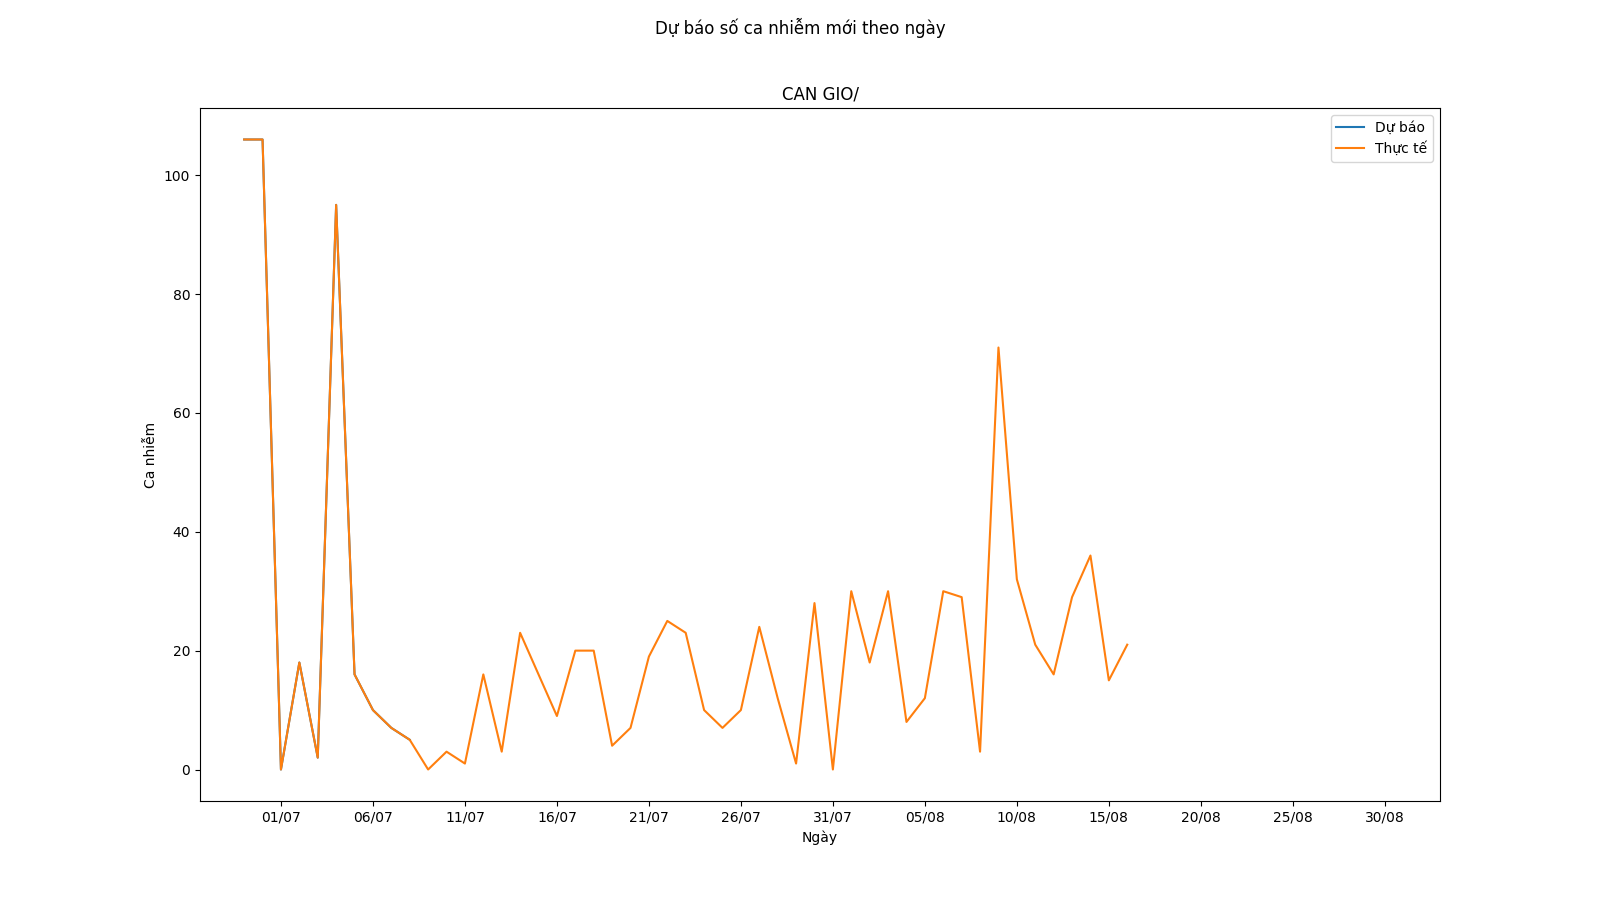 Dự báo số ca nhiễm mới theo ngày
CAN GIO/
Dự báo
Thực tế
100
80
60
40
20
0
Ca nhiễm
01/07 06/07 11/07 16/07 21/07 26/07 31/07 05/08 10/08 15/08 20/08 25/08 30/08
Ngày